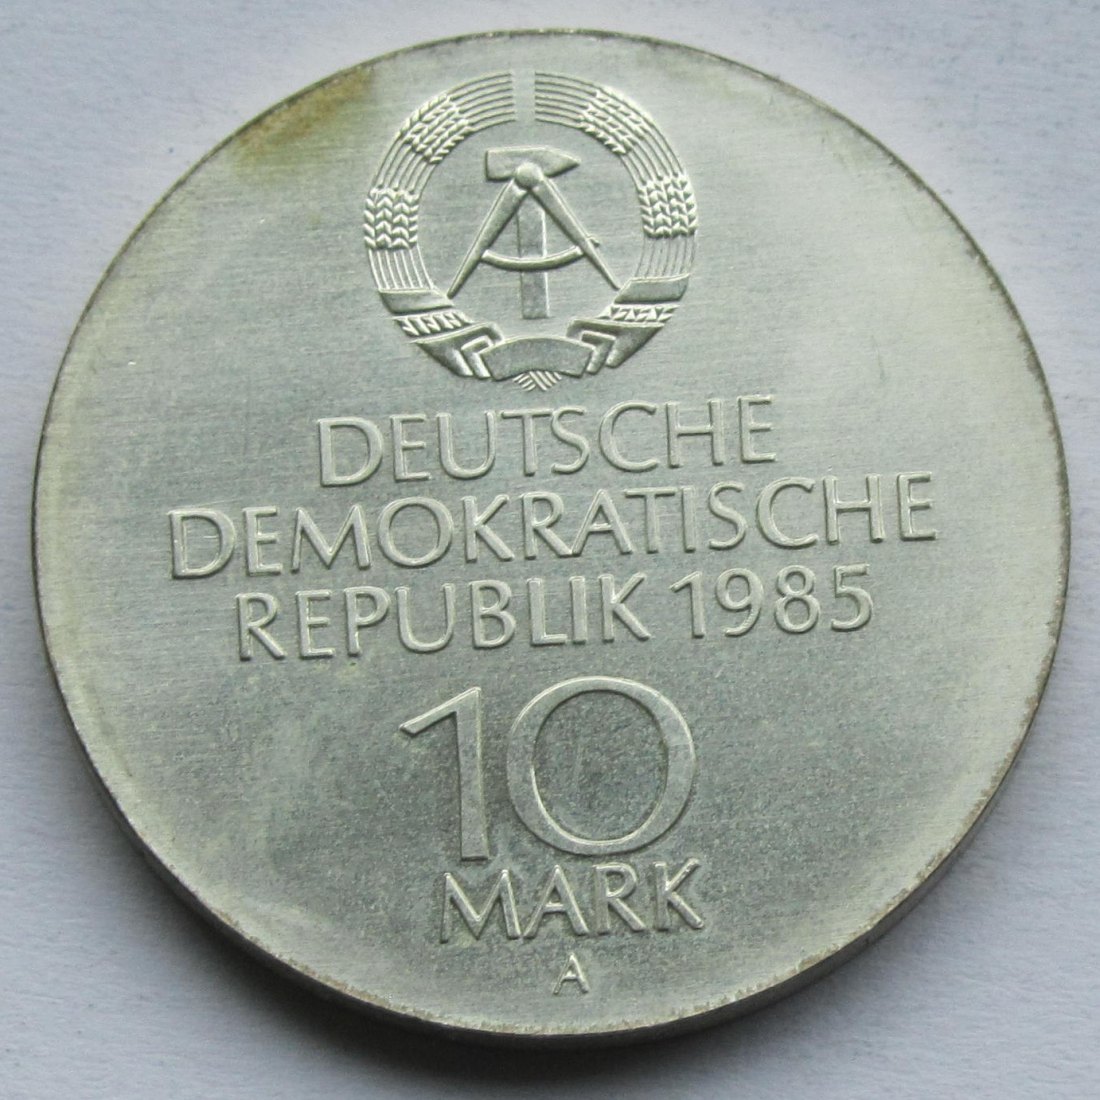 DEUTSCHE
DEMOKRATISCHE
REPUBLIK 1985
10
MARK
A